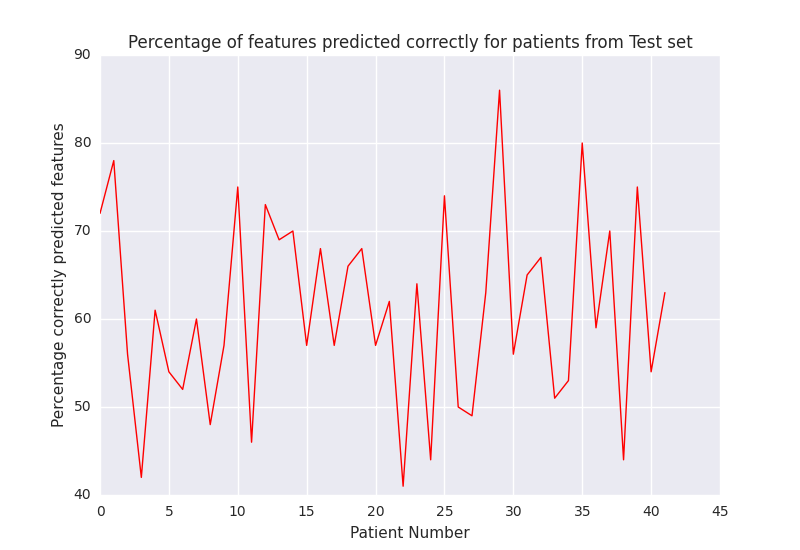 Percentage of features predicted correctly for patients from Test set
90
80
70
60
50
40
Percentage correctly predicted features
0 5 10 15 20 25 30 35 40 45
Patient Number